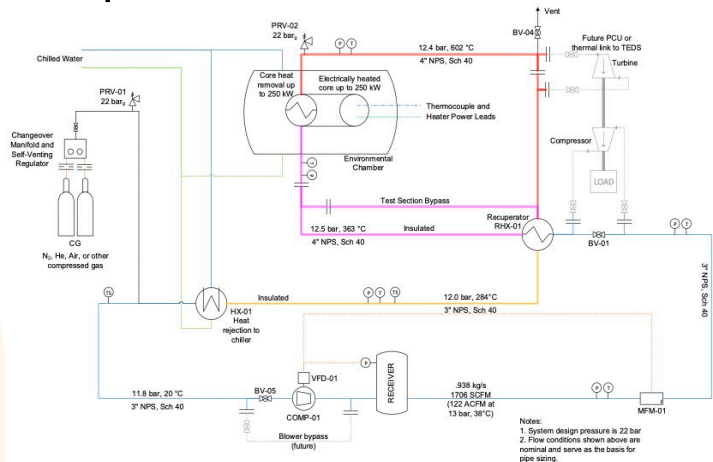 Vent
PRV-02
22 barg
P
T
12.4 bar, 602 °C
4" NPS, Sch 40
BV-04
Future PCU or
thermal link to TEDS
Turbine
Chilled Water
Core heat
removal up
to 250 kW
Electrically heated
core up to 250 kW
Thermocouple and
Heater Power Leads
PRV-01
22 barg
Changeover
Manifold and
Self-Venting
Regulator
Environmental
Chamber
Compressor
LOAD
T
P
Test Section Bypass
CG
N2, He, Air, or other
compressed gas
12.5 bar, 363 °C
Insulated
4" NPS, Sch 40
Recuperator
RHX-01
BV-01
P
T
3" NPS, Sch 40
TS
HX-01
Heat
rejection to
chiller
Insulated
P
T
TS
12.0 bar, 284°C
3" NPS, Sch 40
11.8 bar, 20 °C
3" NPS, Sch 40
BV-05
VFD-01
COMP-01
P
RECEIVER
.938 kg/s
1706 SCFM
(122 ACFM at
13 bar, 38°C)
P
T
MFM-01
Blower bypass
(future)
Notes:
1. System design pressure is 22 bar
2. Flow conditions shown above are
nominal and serve as the basis for
pipe sizing.